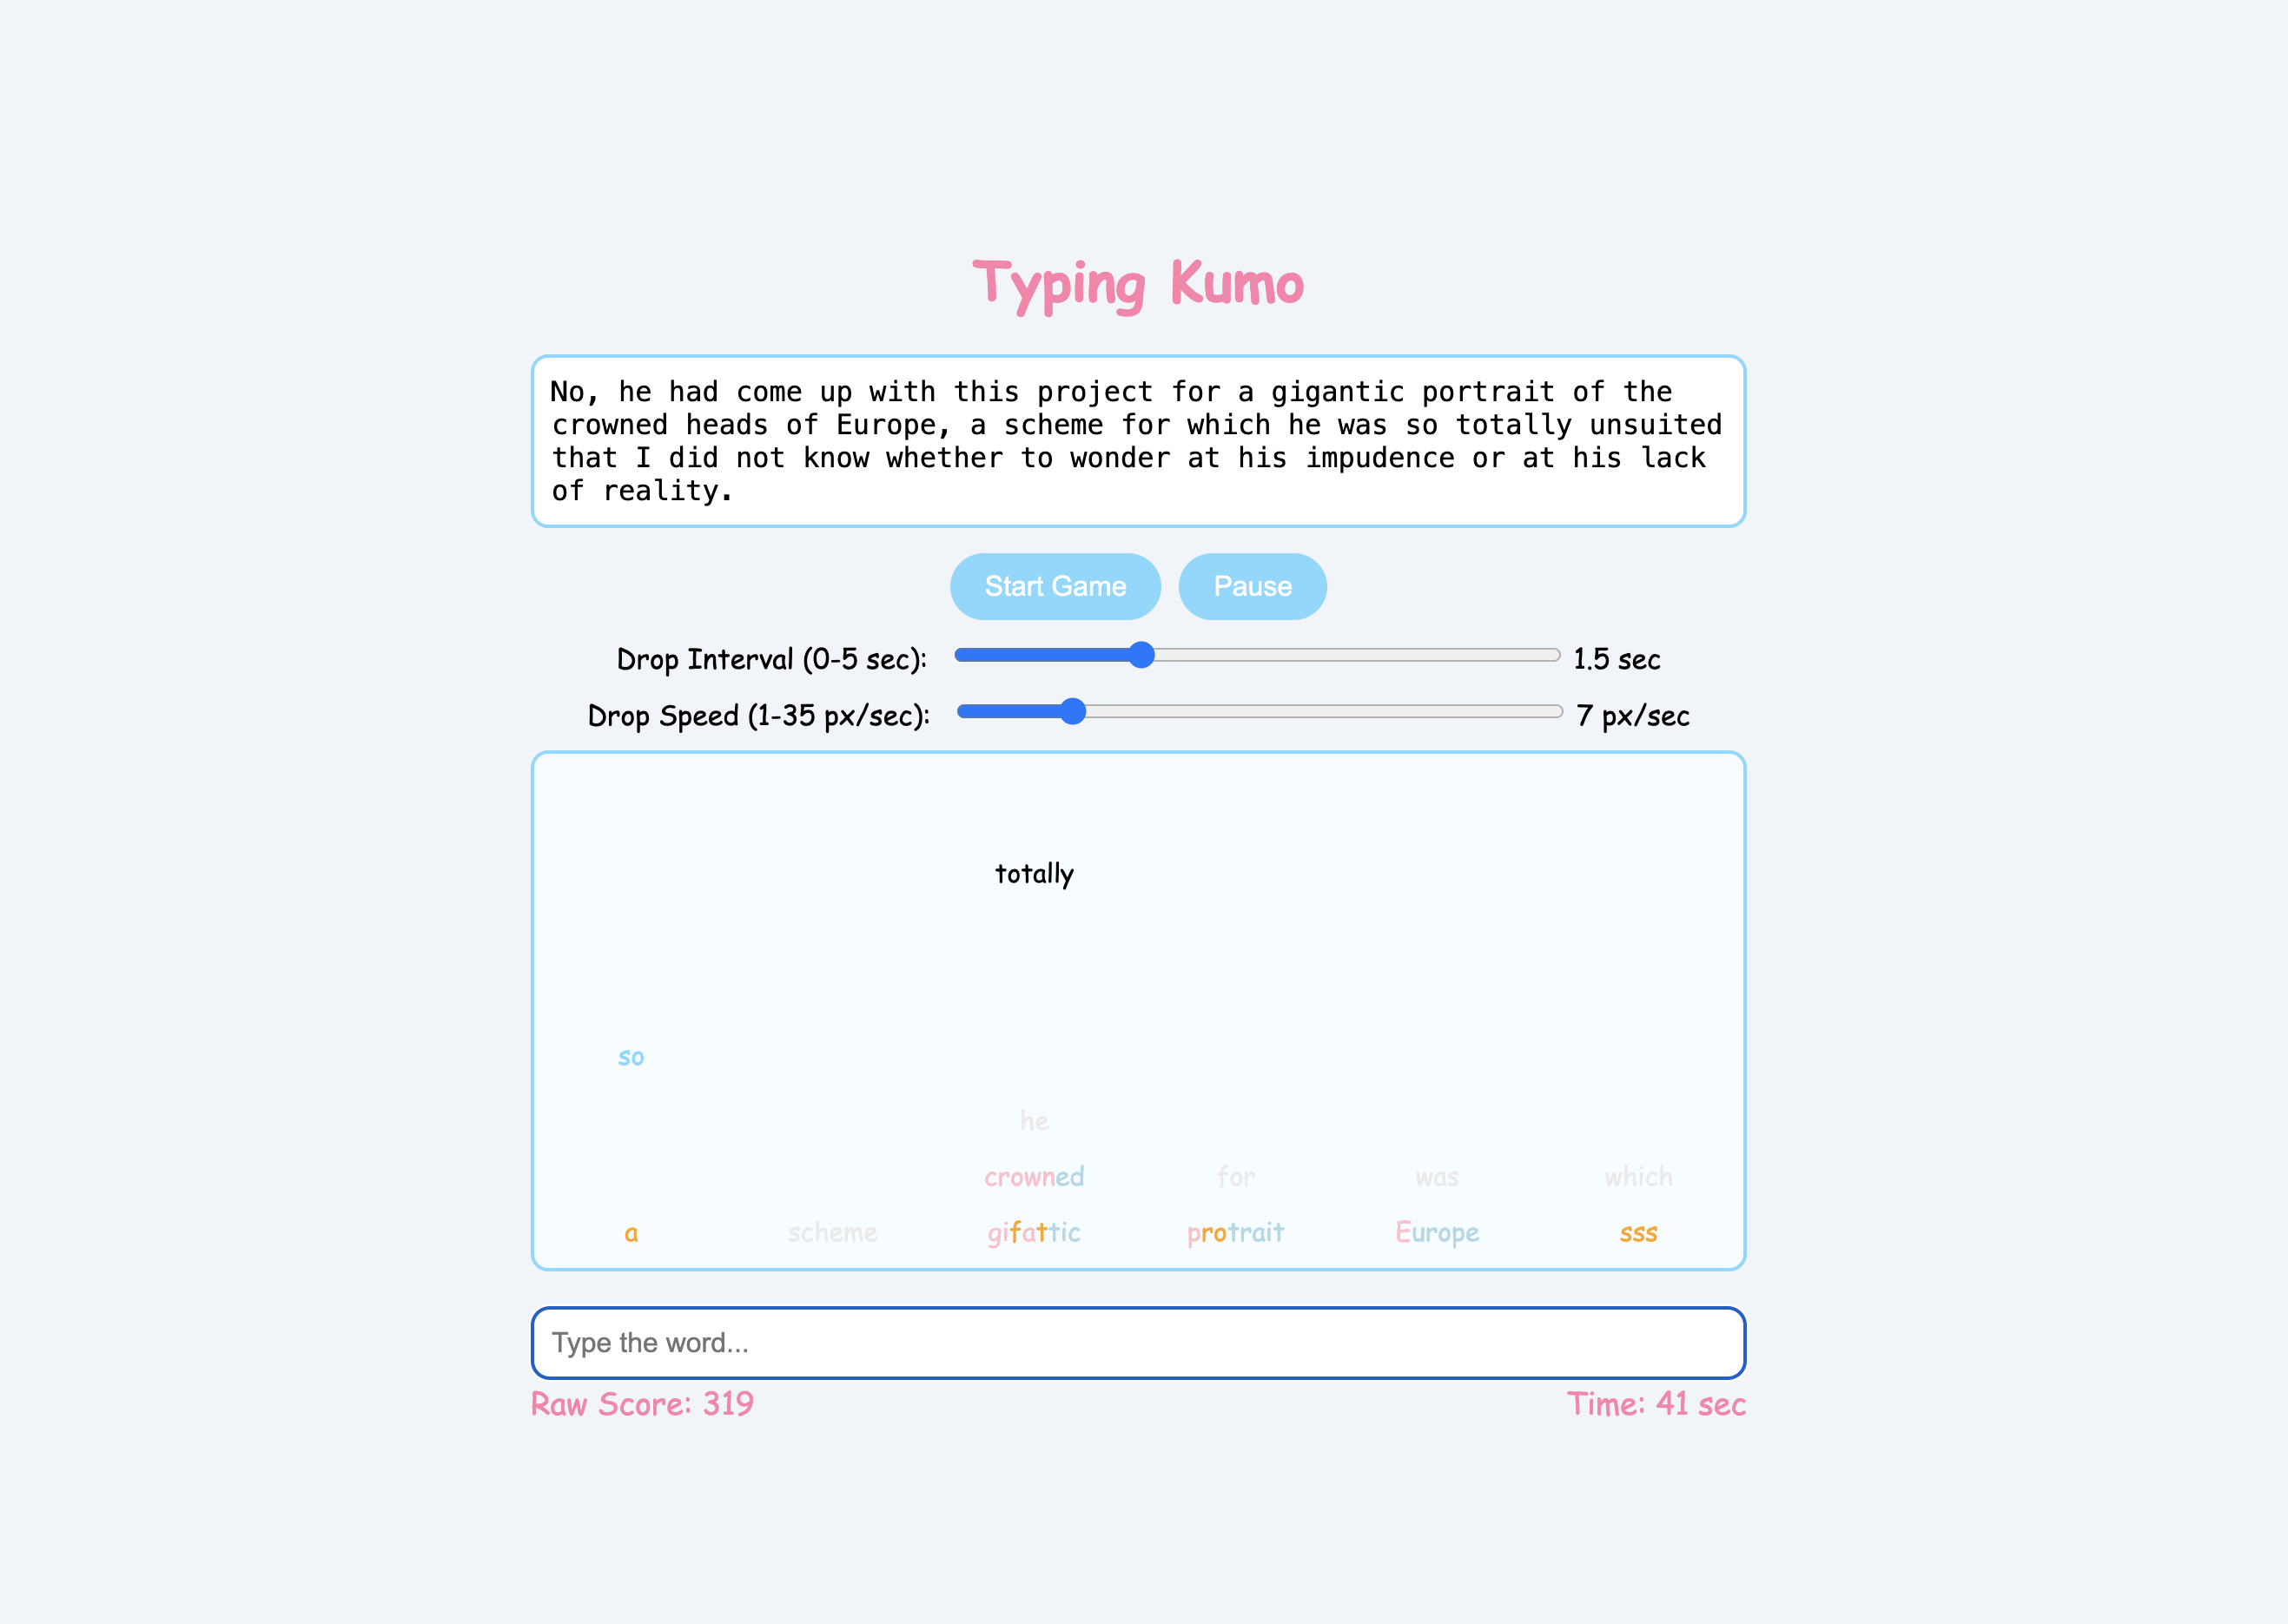 Typing Kumo
No, he had come up with this project for a gigantic portrait of the
crowned heads of Europe, a scheme for which he was so totally unsuited
that I did not know whether to wonder at his impudence or at his lack
of reality.
Start Game Pause
Drop Interval (0-5 sec): 1.5 sec
Drop Speed (1-35 px/sec): 7 px/sec
totally
so
he
crowned for was which
a scheme gifattic protrait Europe sss
Type the word...
Raw Score: 319 Time: 41 sec